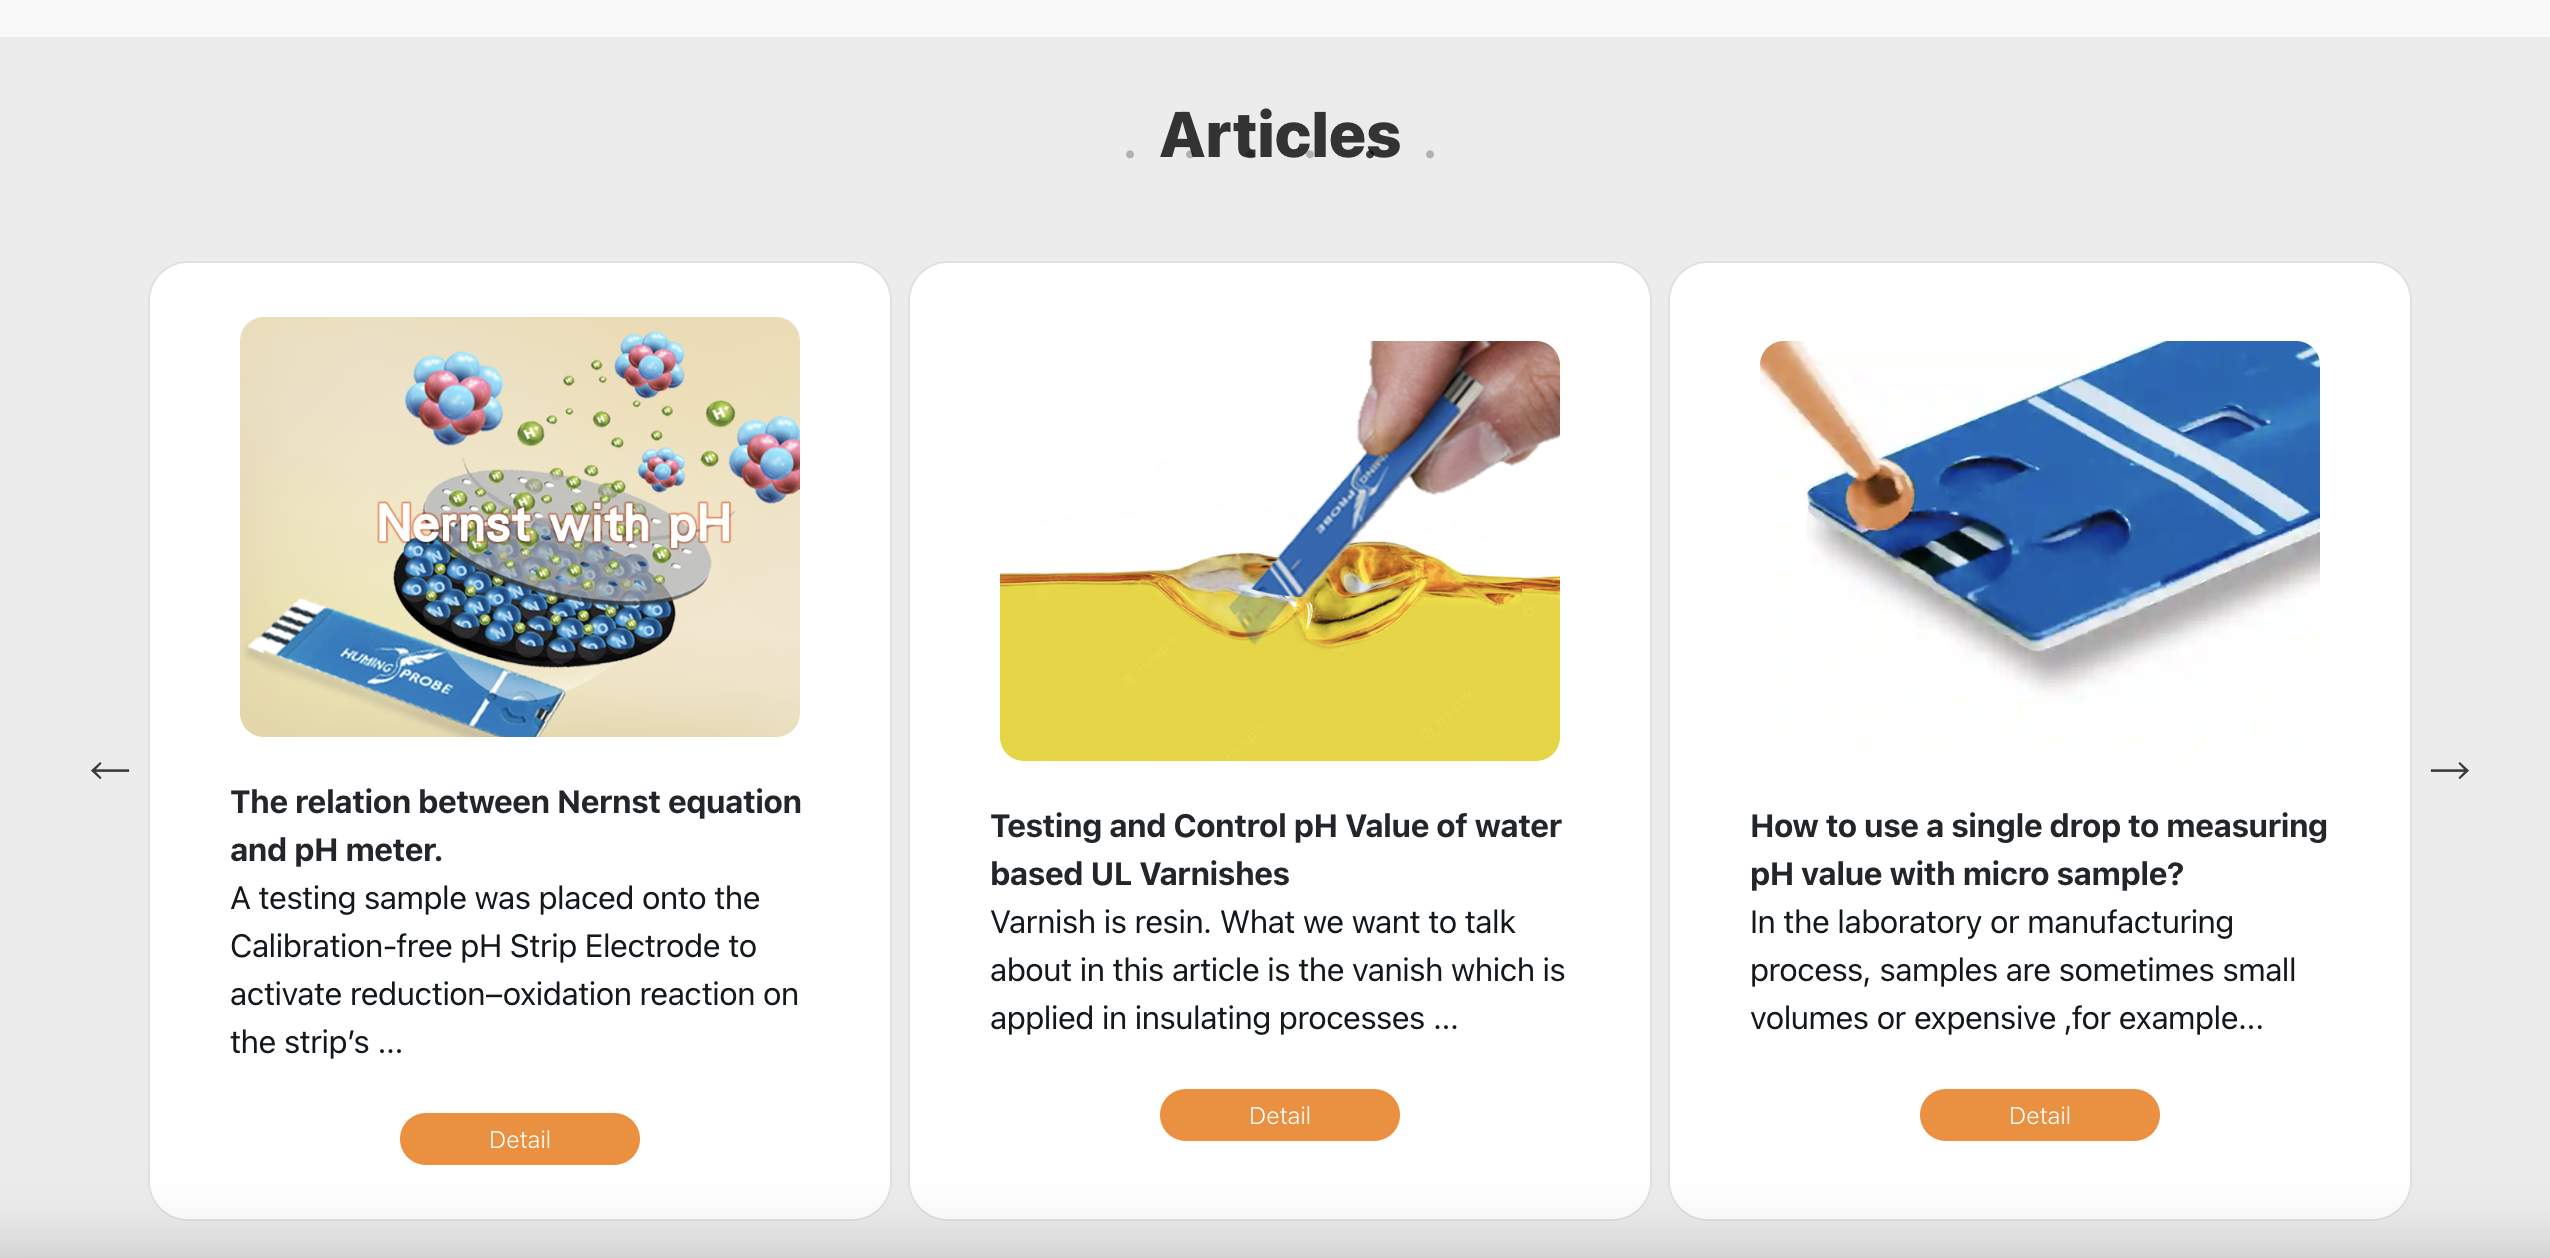 Articles
Nernst with pH
HUMING PROBE
The relation between Nernst equation
and pH meter.
A testing sample was placed onto the
Calibration-free pH Strip Electrode to
activate reduction–oxidation reaction on
the strip’s ...
Detail
HUMING PROBE
Testing and Control pH Value of water
based UL Varnishes
Varnish is resin. What we want to talk
about in this article is the vanish which is
applied in insulating processes ...
Detail
How to use a single drop to measuring
pH value with micro sample?
In the laboratory or manufacturing
process, samples are sometimes small
volumes or expensive ,for example...
Detail